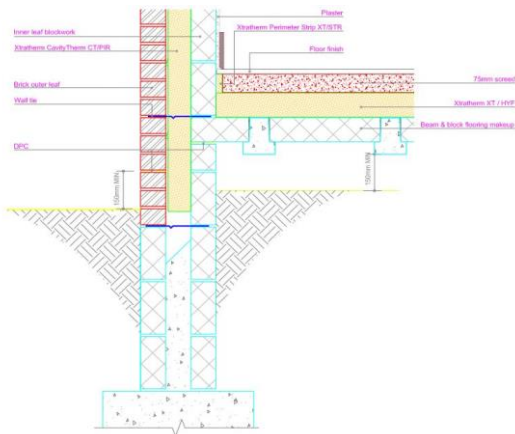 Plaster
Inner leaf blockwork
Xtratherm Perimeter Strip XT/STR
Xtratherm CavityTherm CT/PIR
Floor finish
Brick outer leaf
75mm screed
Wall tie
Xtratherm XT / HYF
Beam & block flooring makeup
DPC
150mm MIN
150mm MIN